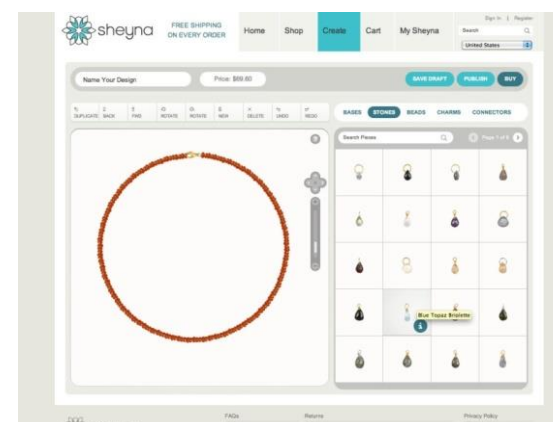 Sign In | Register
sheyna
FREE SHIPPING
ON EVERY ORDER
Home
Shop
Create
Cart
My Sheyna
Search
United States
Name Your Design
Price: $69.60
SAVE DRAFT
PUBLISH
BUY
DUPLICATE
BACK
FWD
ROTATE
ROTATE
NEW
DELETE
UNDO
REDO
BASES
STONES
BEADS
CHARMS
CONNECTORS
Search Pieces
Page 1 of 5
Blue Topaz Briolette
i
FAQs
Returns
Privacy Policy